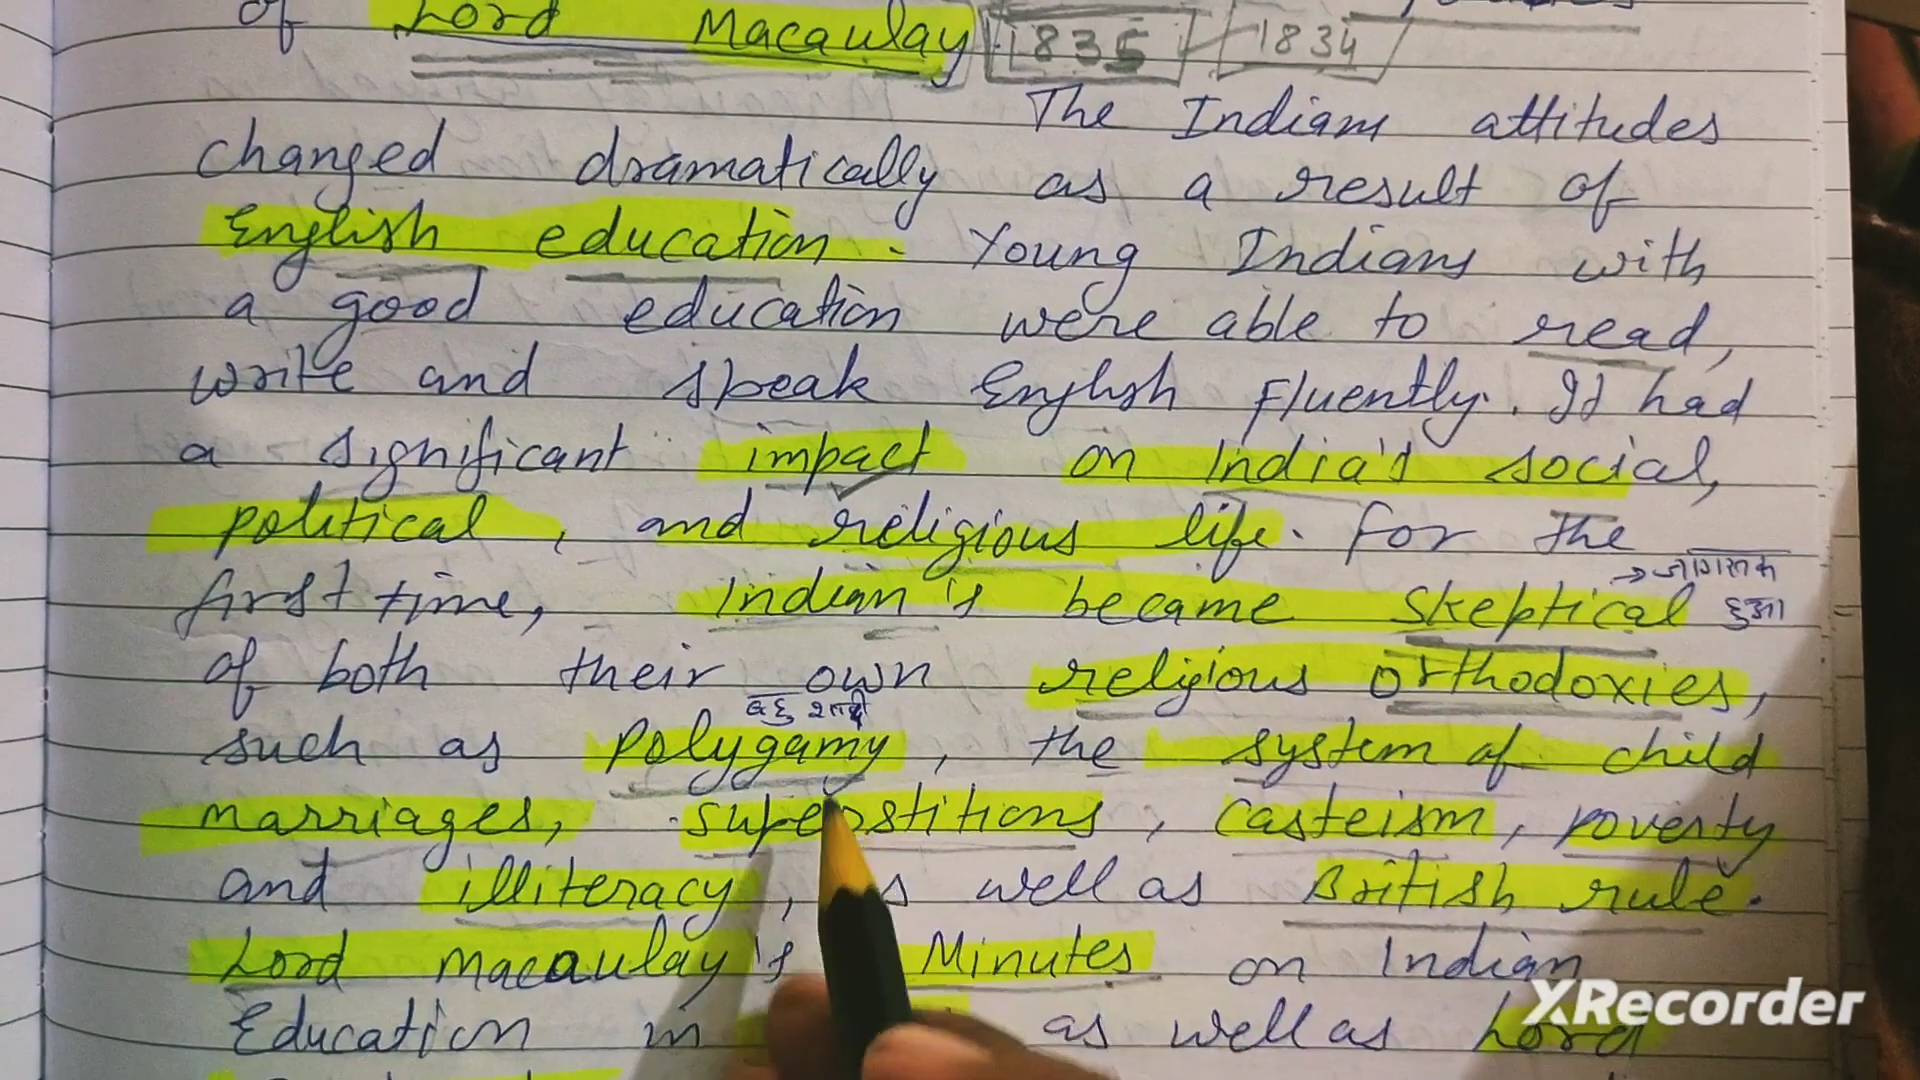 of Lord Macaulay 1835 1834
The Indians attitudes
changed dramatically as a result of
English education. Young Indians with
a good education were able to read,
write and speak English fluently. It had
a significant impact on India's social,
political, and religious life. For the
first time, Indian's became skeptical → जागरूक हुआ
of both their own religious orthodoxies,
बहु शादी
such as polygamy, the system of child
marriages, superstitions, casteism, poverty
and illiteracy, well as British rule.
Lord Macaulay's Minutes on Indian
Education in as well as Lord
XRecorder